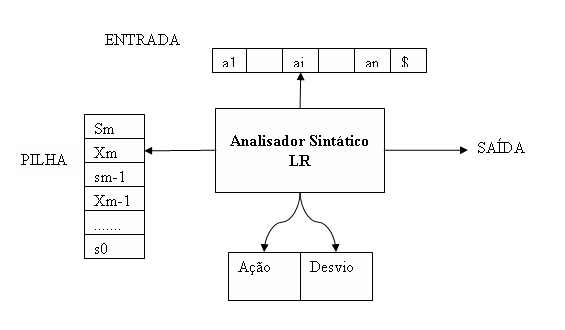 ENTRADA
a1 ai an $
Analisador Sintático
LR
PILHA
Sm
Xm
sm-1
Xm-1
.......
s0
SAÍDA
Ação Desvio